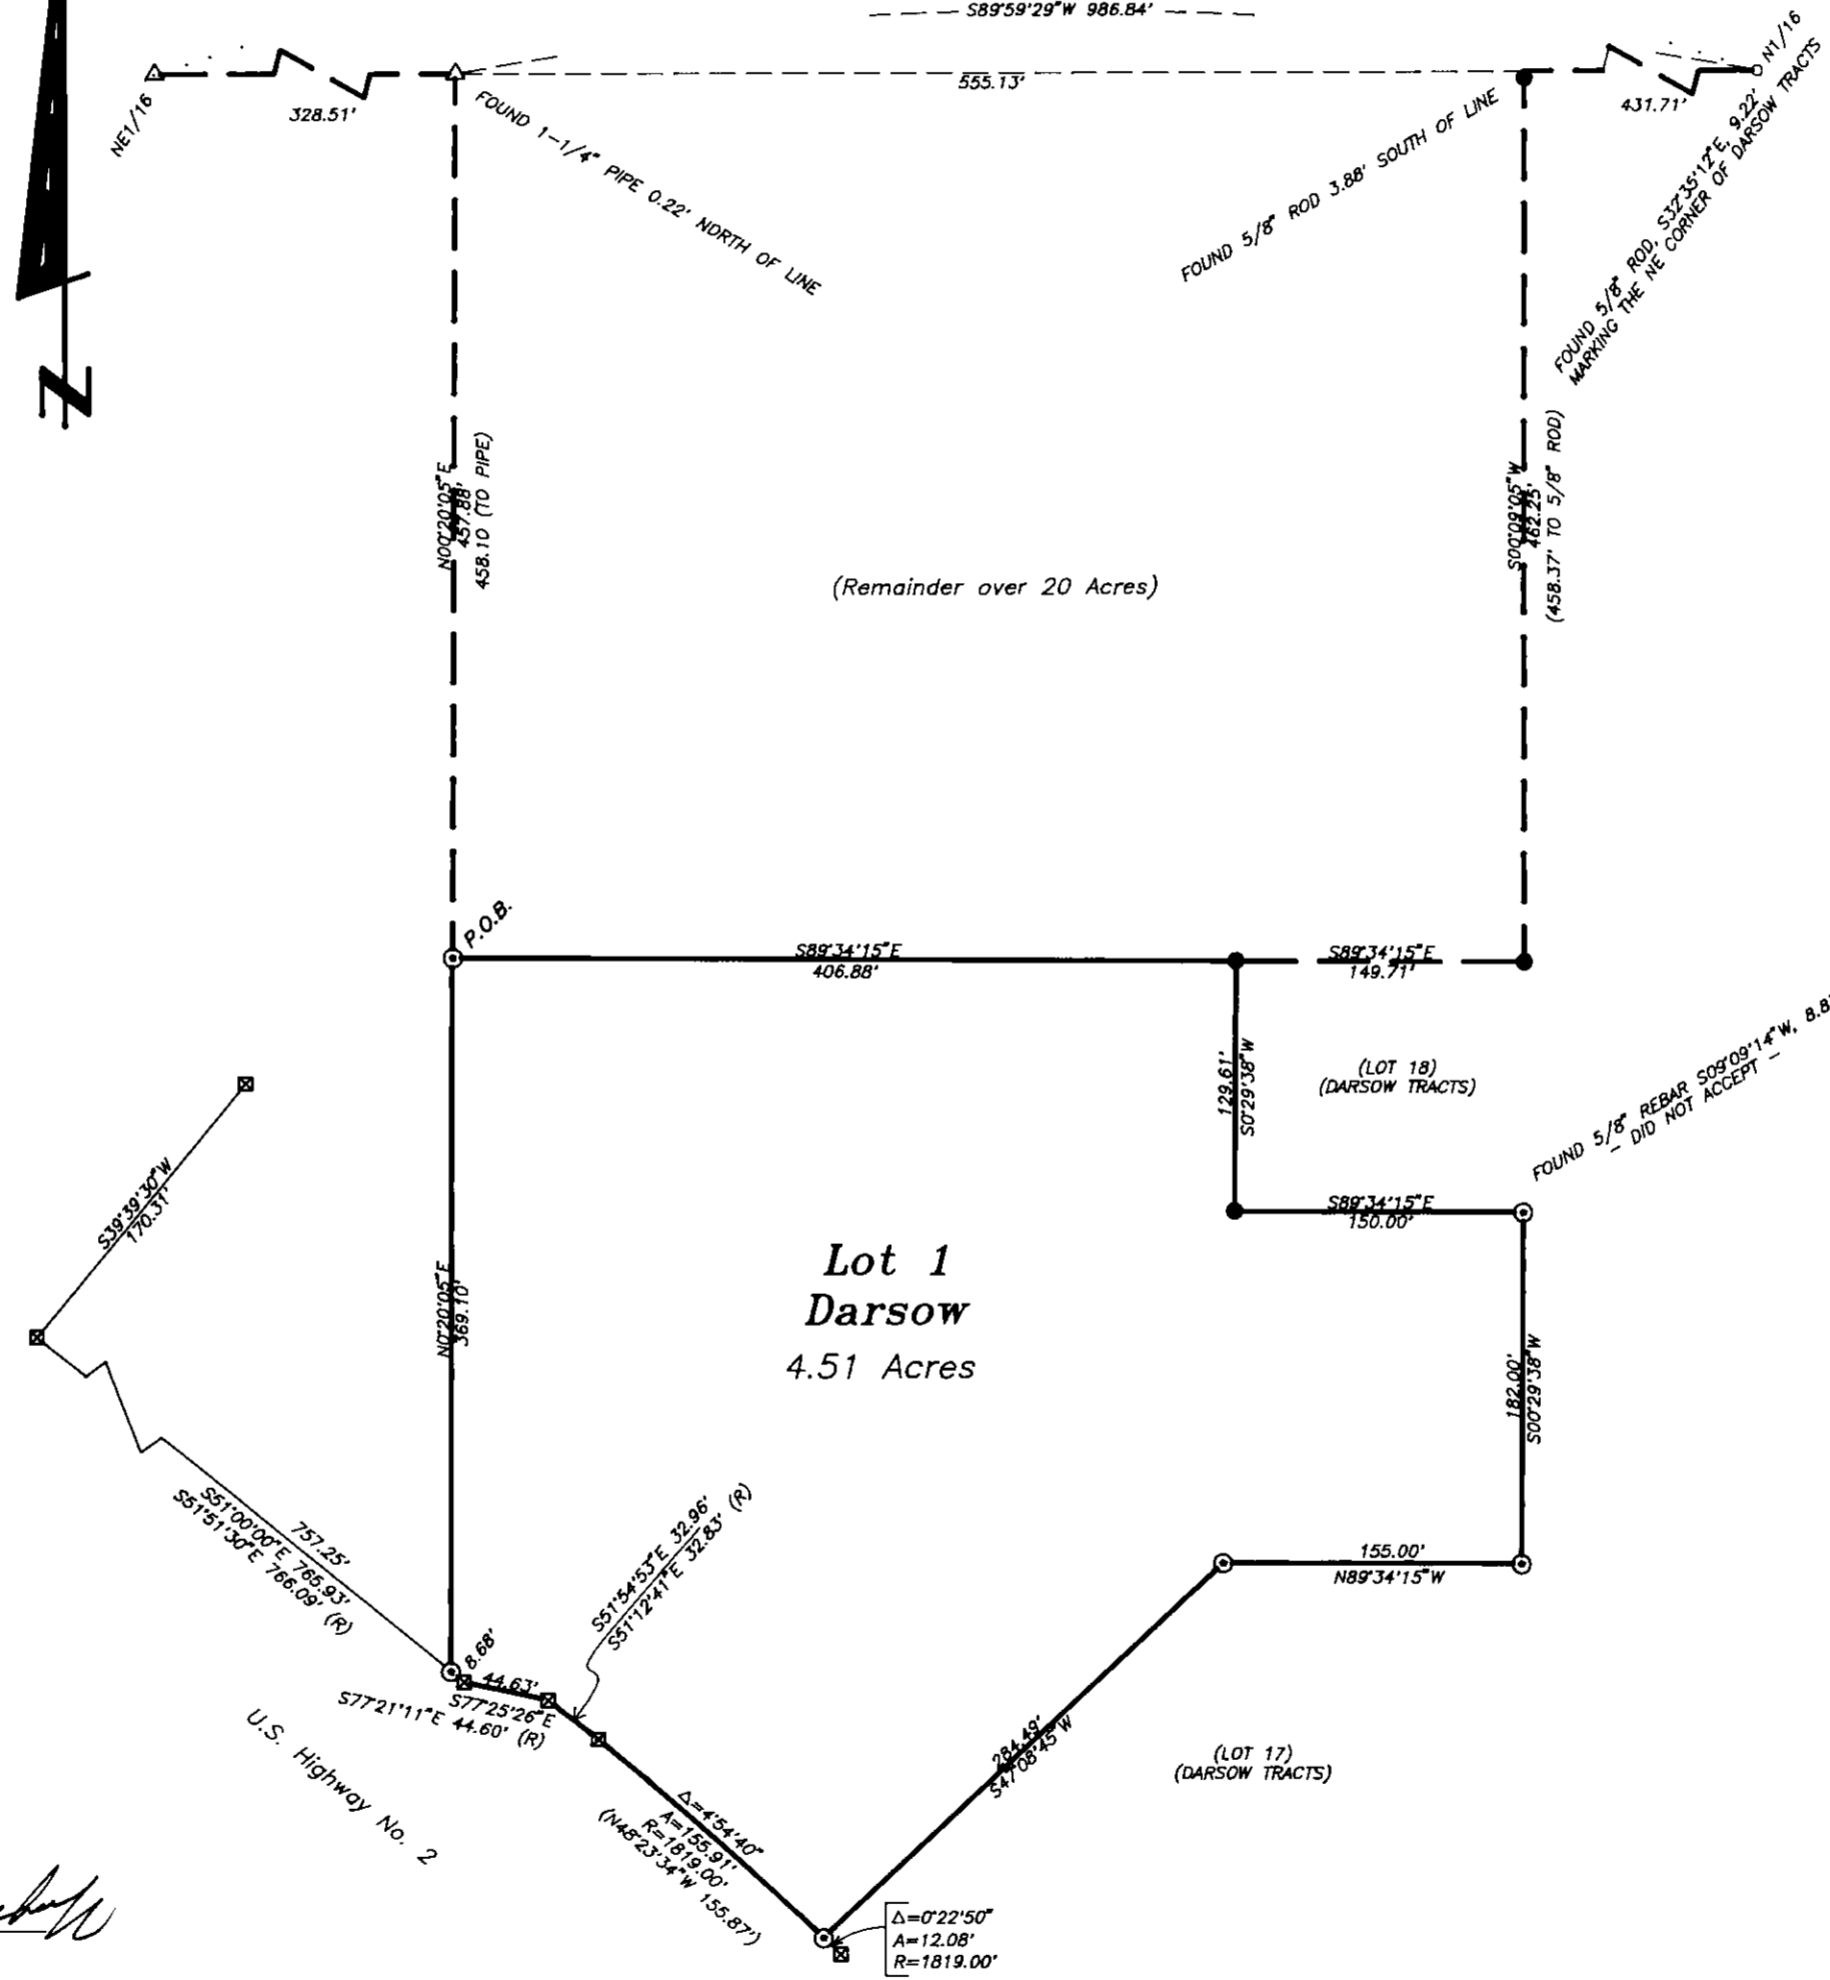 S89°59'29"W 986.84'
NE1/16
328.51'
555.13'
431.71'
N1/16
FOUND 1-1/4" PIPE 0.22' NORTH OF LINE
FOUND 5/8" ROD 3.88' SOUTH OF LINE
FOUND 5/8" ROD, S32°35'12"E, 9.22'
MARKING THE NE CORNER OF DARSOW TRACTS
N
N00°20'05"E
457.88'
458.10 (TO PIPE)
S00°09'05"W
462.25'
(458.37' TO 5/8" ROD)
(Remainder over 20 Acres)
P.O.B.
S89°34'15"E
406.88'
S89°34'15"E
149.71'
129.61'
S0°29'38"W
(LOT 18)
(DARSOW TRACTS)
FOUND 5/8" REBAR S09°09'14"W,
- DID NOT ACCEPT -
S89°34'15"E
150.00'
S39°39'30"W
170.31'
N0°20'05"E
369.10'
Lot 1
Darsow
4.51 Acres
182.00'
S00°29'38"W
757.25'
S51°00'00"E 765.93'
S51°51'30"E 766.09' (R)
S51°54'53"E 32.96'
S51°12'41"E 32.83' (R)
155.00'
N89°34'15"W
8.68'
44.63'
S77°25'26"E
S77°21'11"E 44.60' (R)
U.S. Highway No. 2
284.49'
S47°08'45"W
(LOT 17)
(DARSOW TRACTS)
Δ=4°54'40"
A=155.91'
R=1819.00'
(N48°23'34"W 155.87')
Δ=0°22'50"
A=12.08'
R=1819.00'